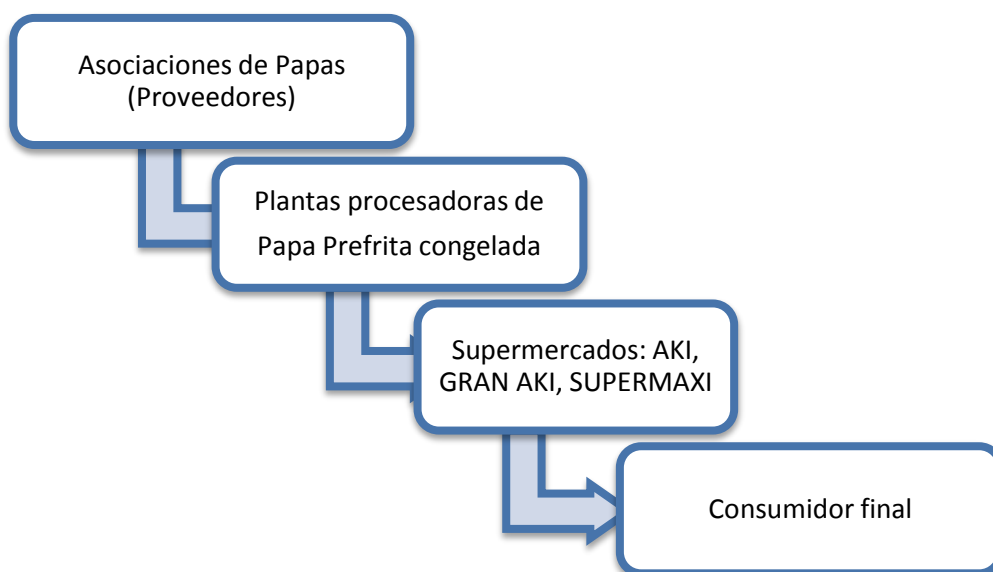 Asociaciones de Papas
(Proveedores)
Plantas procesadoras de
Papa Prefrita congelada
Supermercados: AKI,
GRAN AKI, SUPERMAXI
Consumidor final